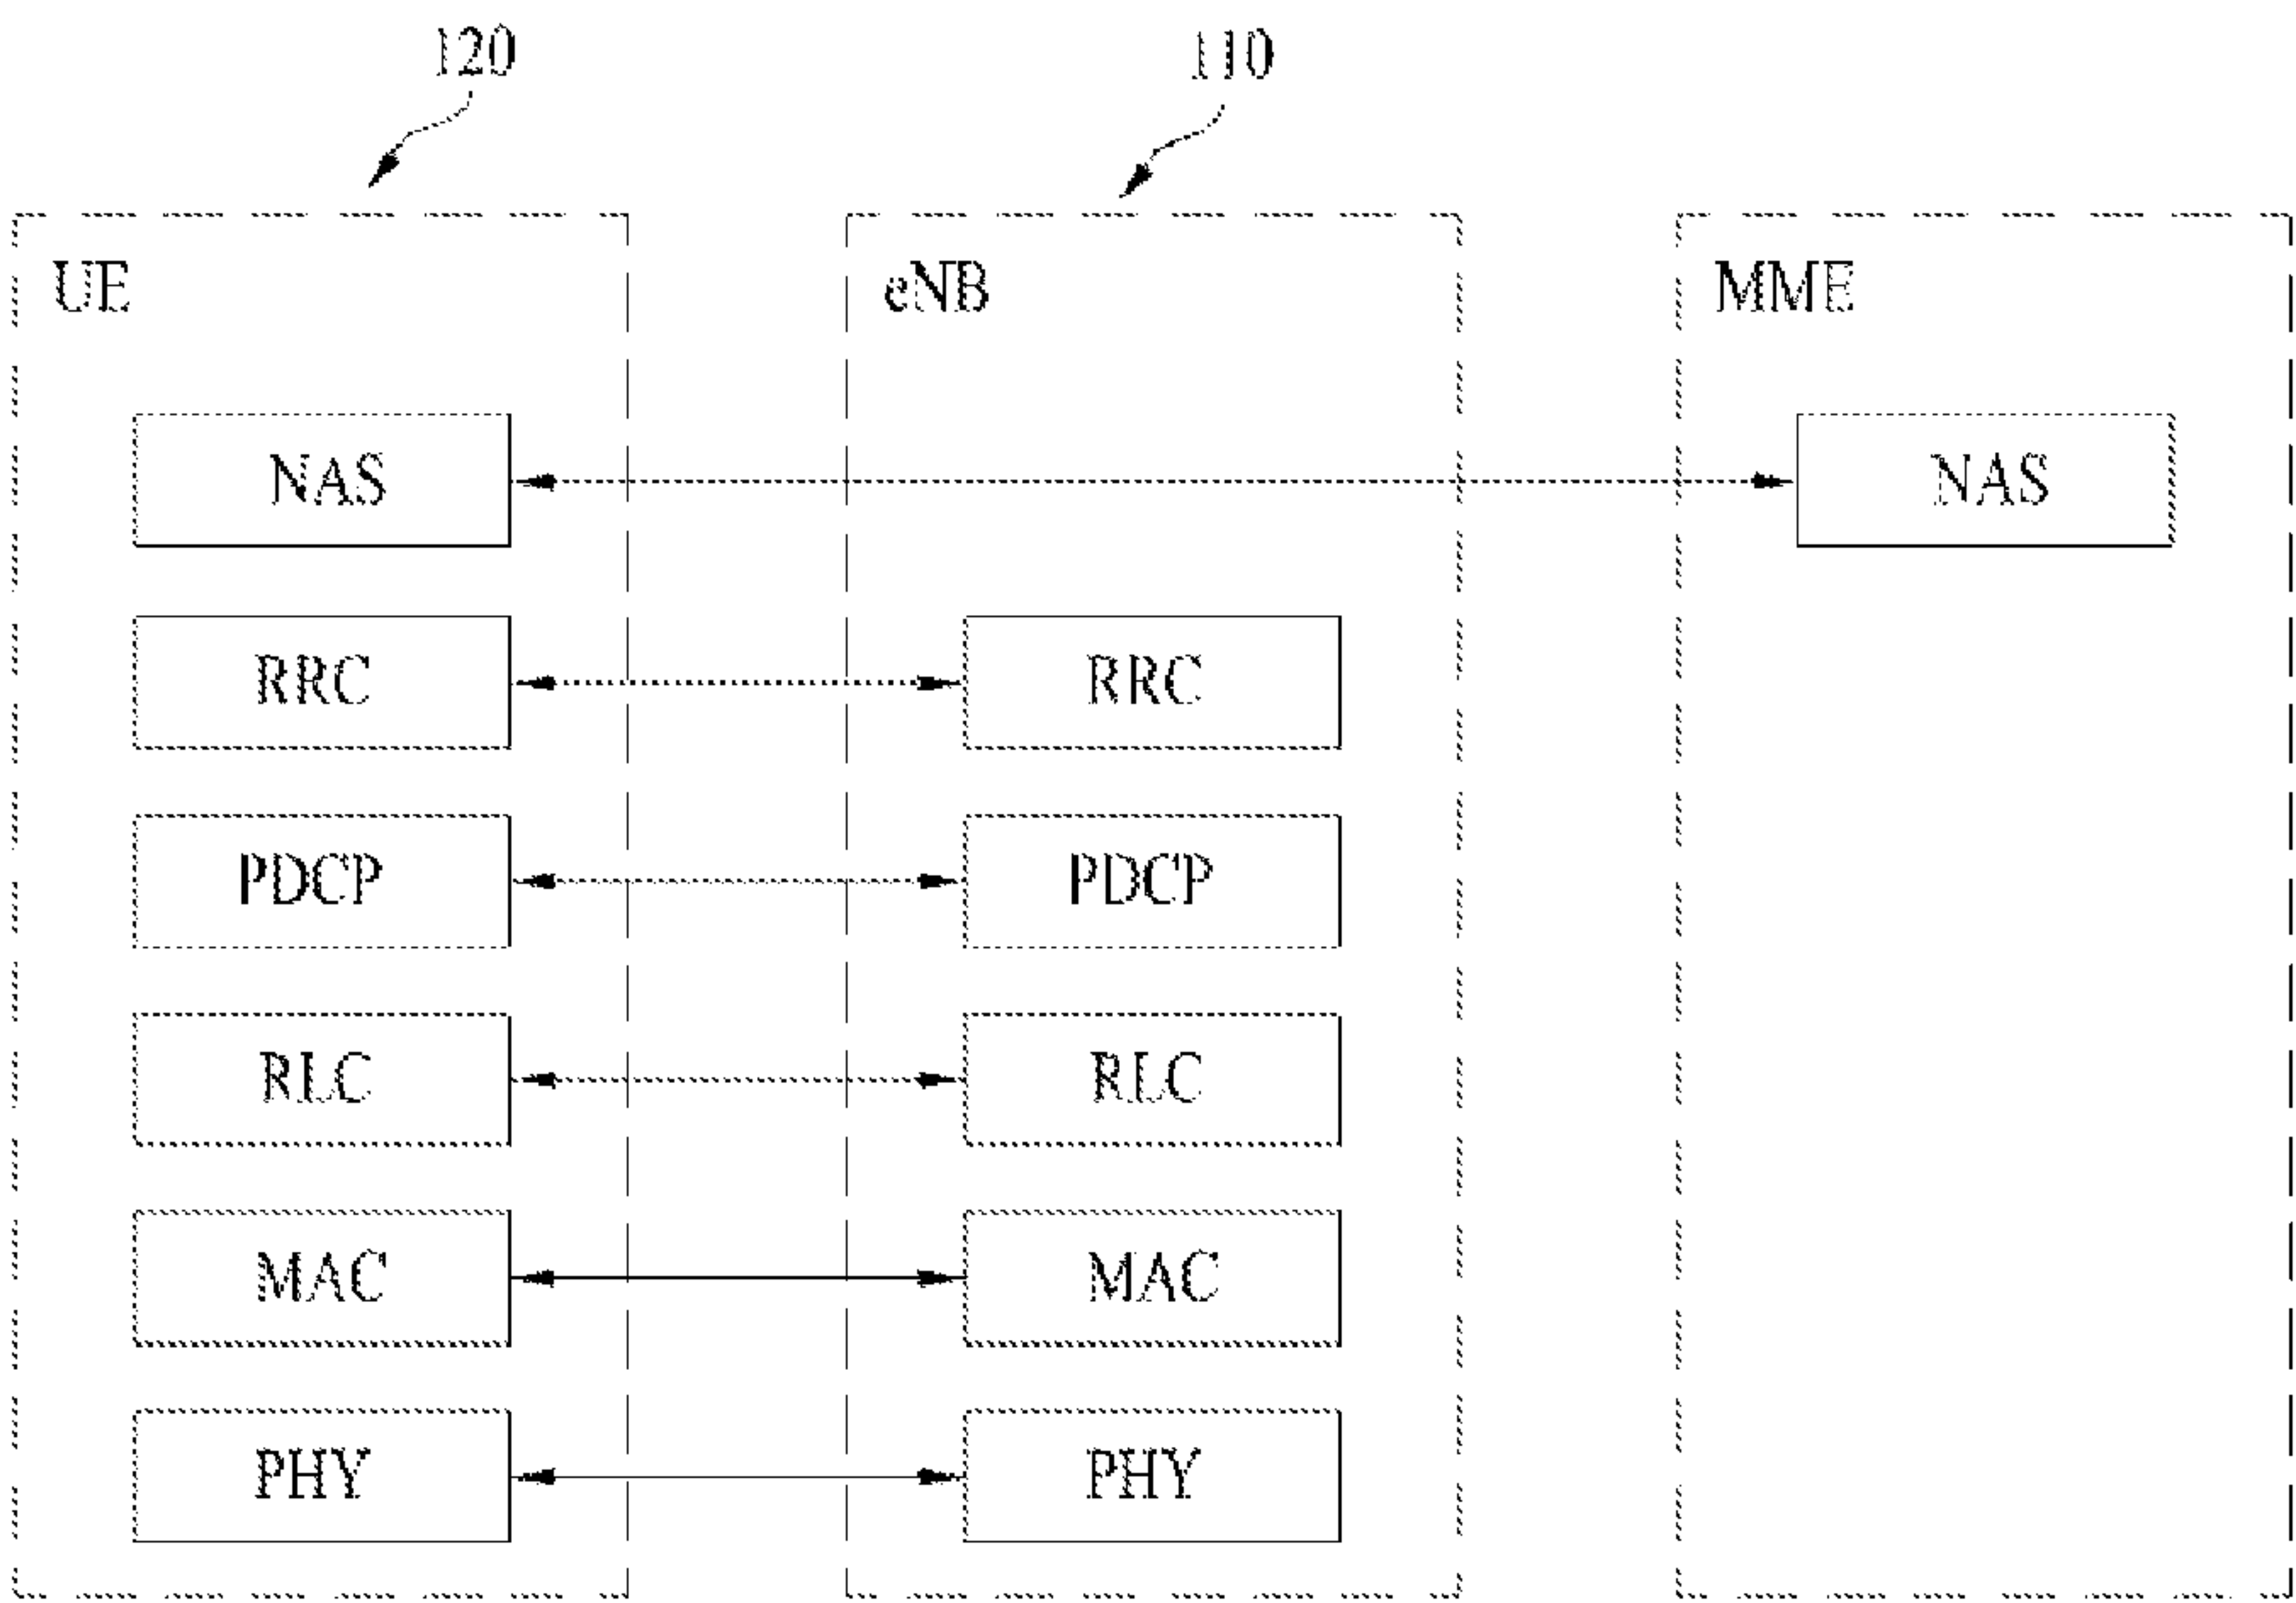 120 110
UE eNB MME
NAS NAS
RRC RRC
PDCP PDCP
RLC RLC
MAC MAC
PHY PHY